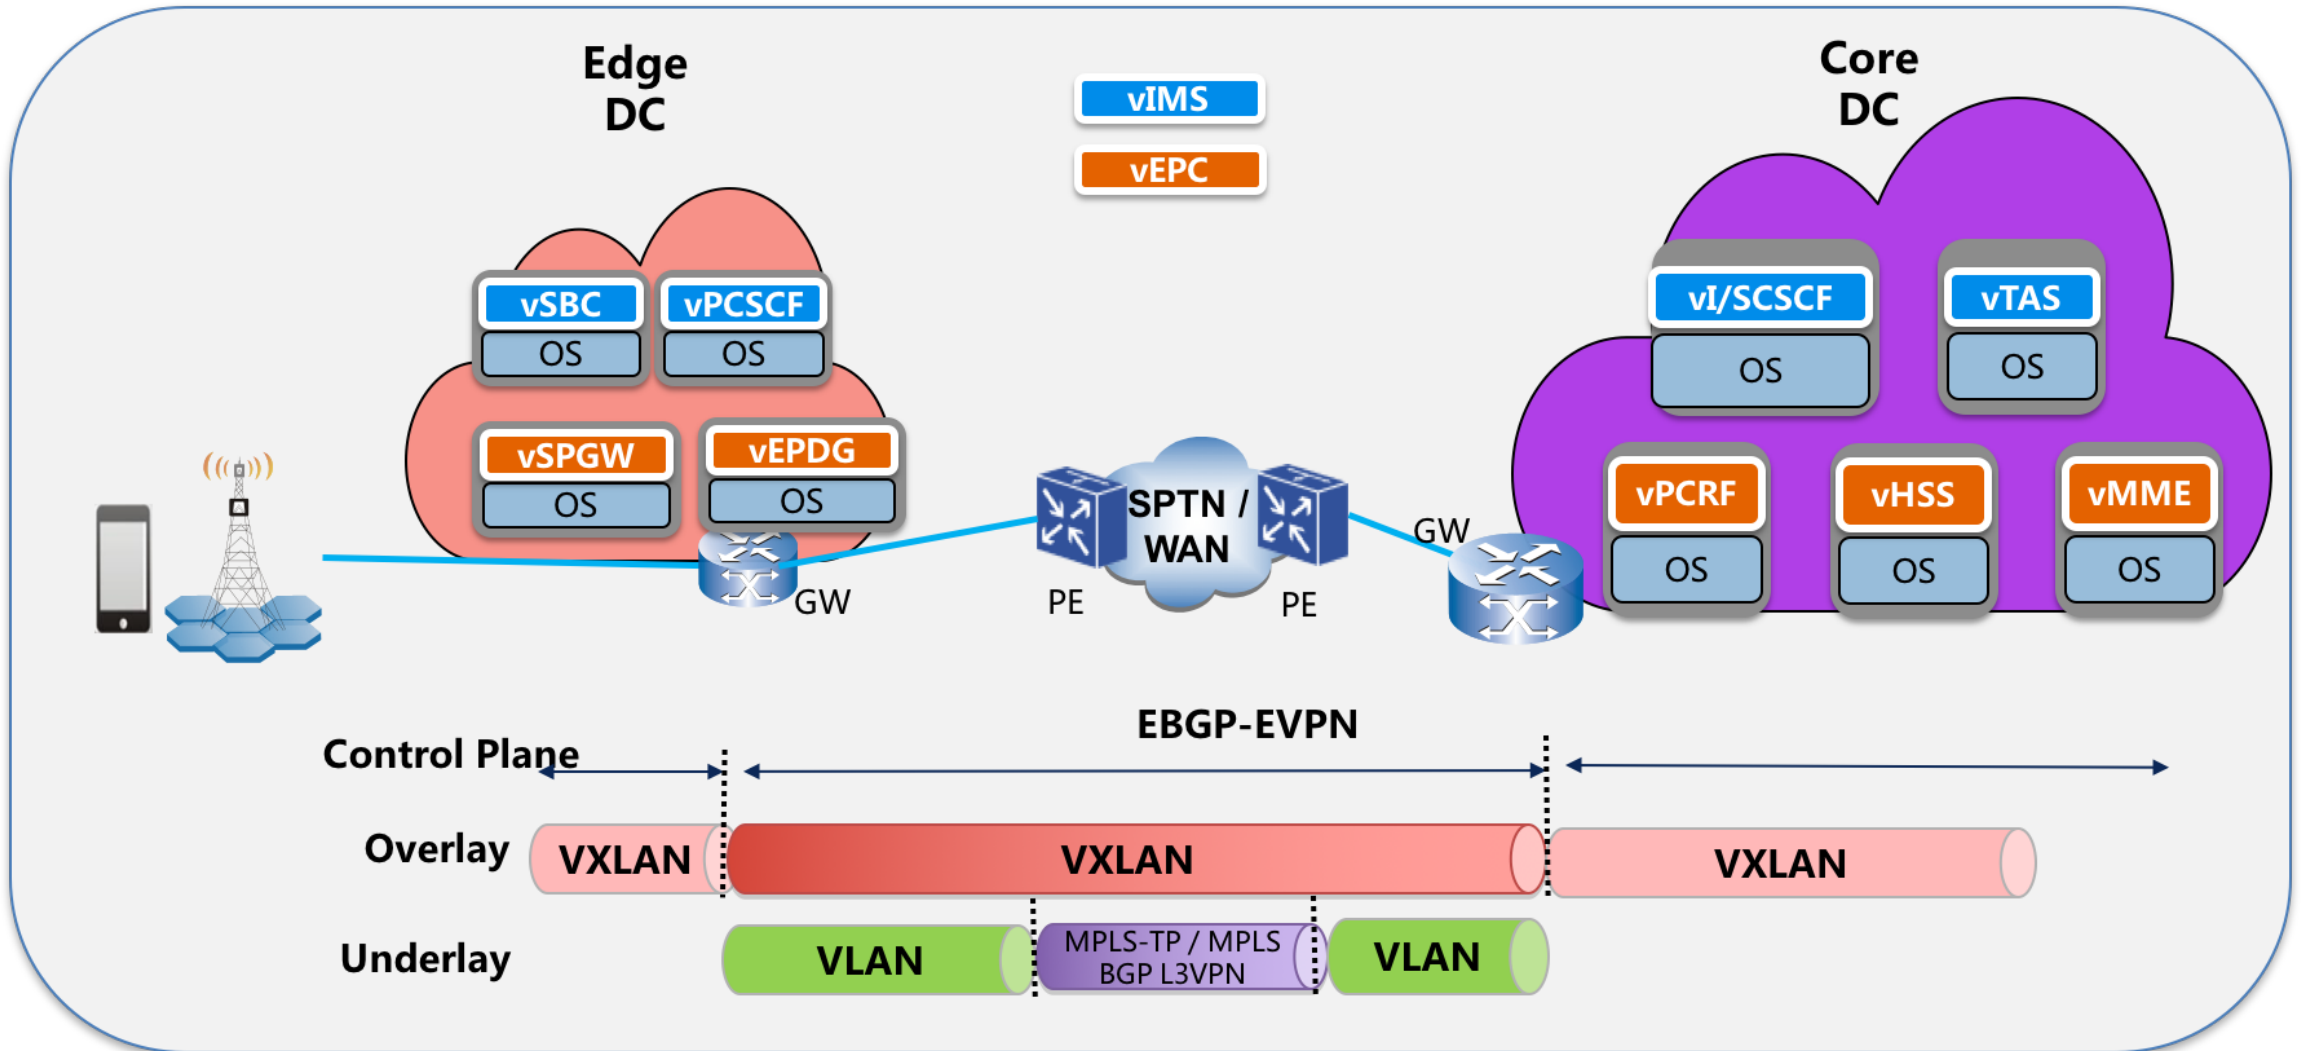 Edge
DC
vIMS
vEPC
Core
DC
vSBC
vPCSCF
OS
OS
vSPGW
vEPDG
OS
OS
GW
PE
SPTN /
WAN
PE
GW
vI/SCSCF
vTAS
OS
OS
vPCRF
vHSS
vMME
OS
OS
OS
EBGP-EVPN
Control Plane
Overlay
VXLAN
VXLAN
VXLAN
Underlay
VLAN
MPLS-TP / MPLS
BGP L3VPN
VLAN